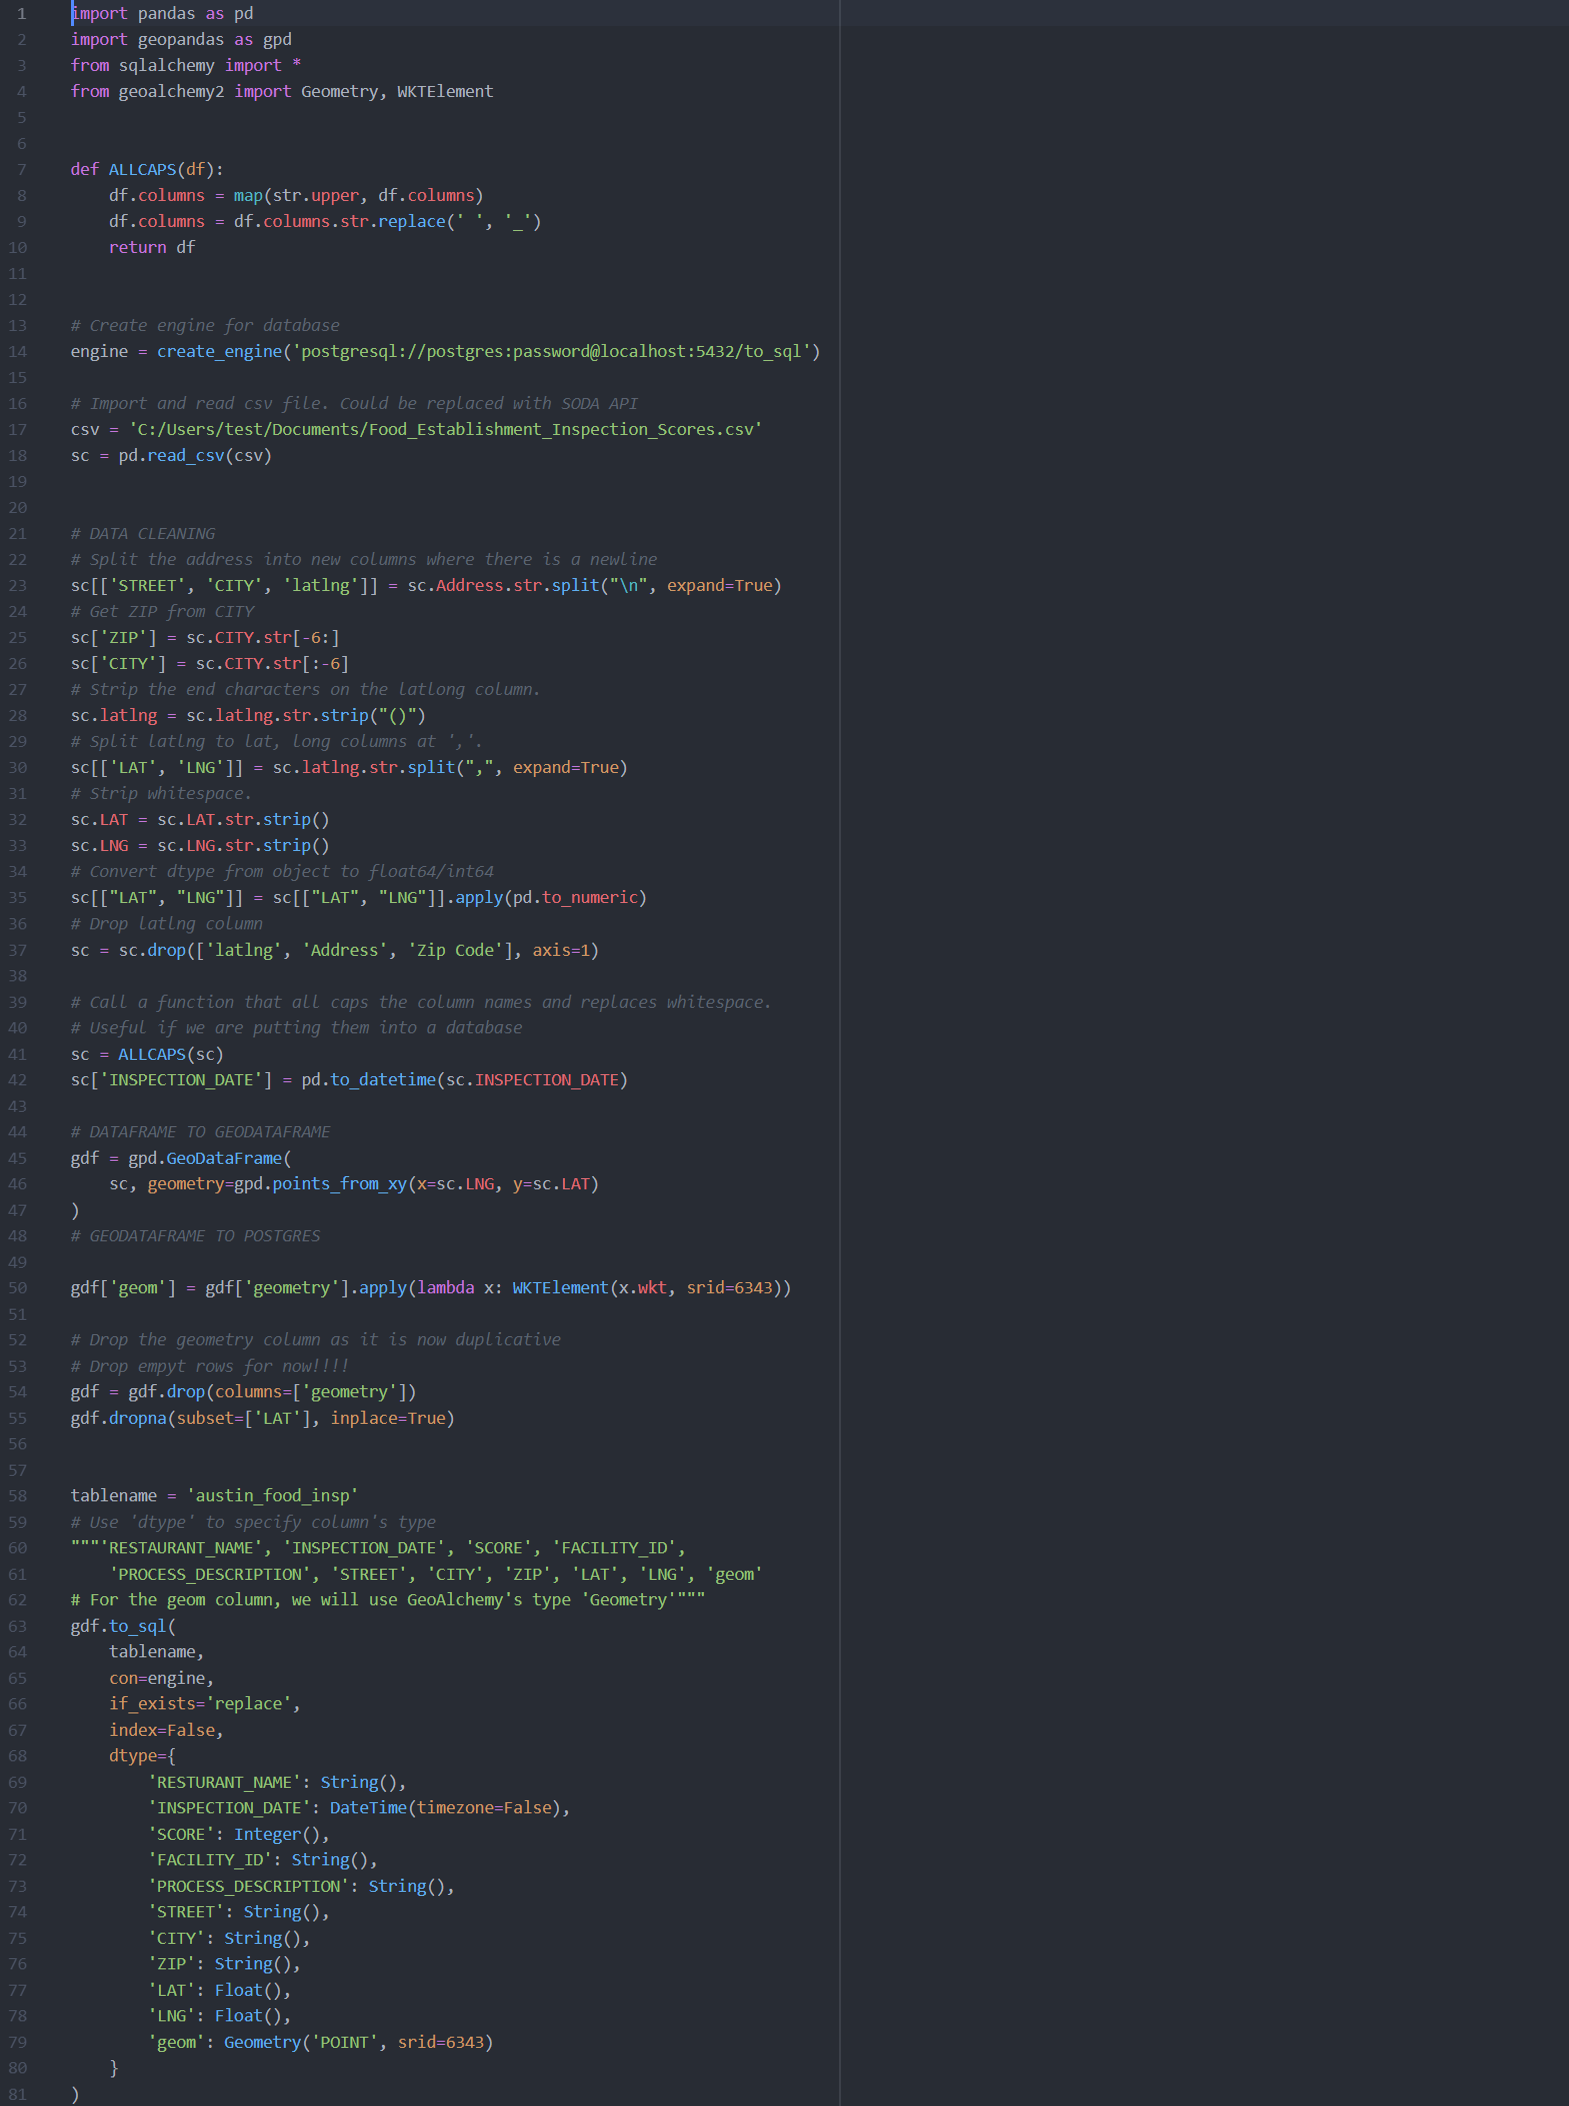 1 import pandas as pd
2 import geopandas as gpd
3 from sqlalchemy import *
4 from geoalchemy2 import Geometry, WKTElement
5
6
7 def ALLCAPS(df):
8     df.columns = map(str.upper, df.columns)
9     df.columns = df.columns.str.replace(' ', '_')
10     return df
11
12
13 # Create engine for database
14 engine = create_engine('postgresql://postgres:password@localhost:5432/to_sql')
15
16 # Import and read csv file. Could be replaced with SODA API
17 csv = 'C:/Users/test/Documents/Food_Establishment_Inspection_Scores.csv'
18 sc = pd.read_csv(csv)
19
20
21 # DATA CLEANING
22 # Split the address into new columns where there is a newline
23 sc[['STREET', 'CITY', 'latlng']] = sc.Address.str.split("\n", expand=True)
24 # Get ZIP from CITY
25 sc['ZIP'] = sc.CITY.str[-6:]
26 sc['CITY'] = sc.CITY.str[:-6]
27 # Strip the end characters on the latlong column.
28 sc.latlng = sc.latlng.str.strip("()")
29 # Split latlng to lat, long columns at ','.
30 sc[['LAT', 'LNG']] = sc.latlng.str.split(",", expand=True)
31 # Strip whitespace.
32 sc.LAT = sc.LAT.str.strip()
33 sc.LNG = sc.LNG.str.strip()
34 # Convert dtype from object to float64/int64
35 sc[["LAT", "LNG"]] = sc[["LAT", "LNG"]].apply(pd.to_numeric)
36 # Drop latlng column
37 sc = sc.drop(['latlng', 'Address', 'Zip Code'], axis=1)
38
39 # Call a function that all caps the column names and replaces whitespace.
40 # Useful if we are putting them into a database
41 sc = ALLCAPS(sc)
42 sc['INSPECTION_DATE'] = pd.to_datetime(sc.INSPECTION_DATE)
43
44 # DATAFRAME TO GEODATAFRAME
45 gdf = gpd.GeoDataFrame(
46     sc, geometry=gpd.points_from_xy(x=sc.LNG, y=sc.LAT)
47 )
48 # GEODATAFRAME TO POSTGRES
49
50 gdf['geom'] = gdf['geometry'].apply(lambda x: WKTElement(x.wkt, srid=6343))
51
52 # Drop the geometry column as it is now duplicative
53 # Drop empyt rows for now!!!!
54 gdf = gdf.drop(columns=['geometry'])
55 gdf.dropna(subset=['LAT'], inplace=True)
56
57
58 tablename = 'austin_food_insp'
59 # Use 'dtype' to specify column's type
60 """'RESTAURANT_NAME', 'INSPECTION_DATE', 'SCORE', 'FACILITY_ID',
61     'PROCESS_DESCRIPTION', 'STREET', 'CITY', 'ZIP', 'LAT', 'LNG', 'geom'
62 # For the geom column, we will use GeoAlchemy's type 'Geometry'"""
63 gdf.to_sql(
64     tablename,
65     con=engine,
66     if_exists='replace',
67     index=False,
68     dtype={
69         'RESTURANT_NAME': String(),
70         'INSPECTION_DATE': DateTime(timezone=False),
71         'SCORE': Integer(),
72         'FACILITY_ID': String(),
73         'PROCESS_DESCRIPTION': String(),
74         'STREET': String(),
75         'CITY': String(),
76         'ZIP': String(),
77         'LAT': Float(),
78         'LNG': Float(),
79         'geom': Geometry('POINT', srid=6343)
80     }
81 )